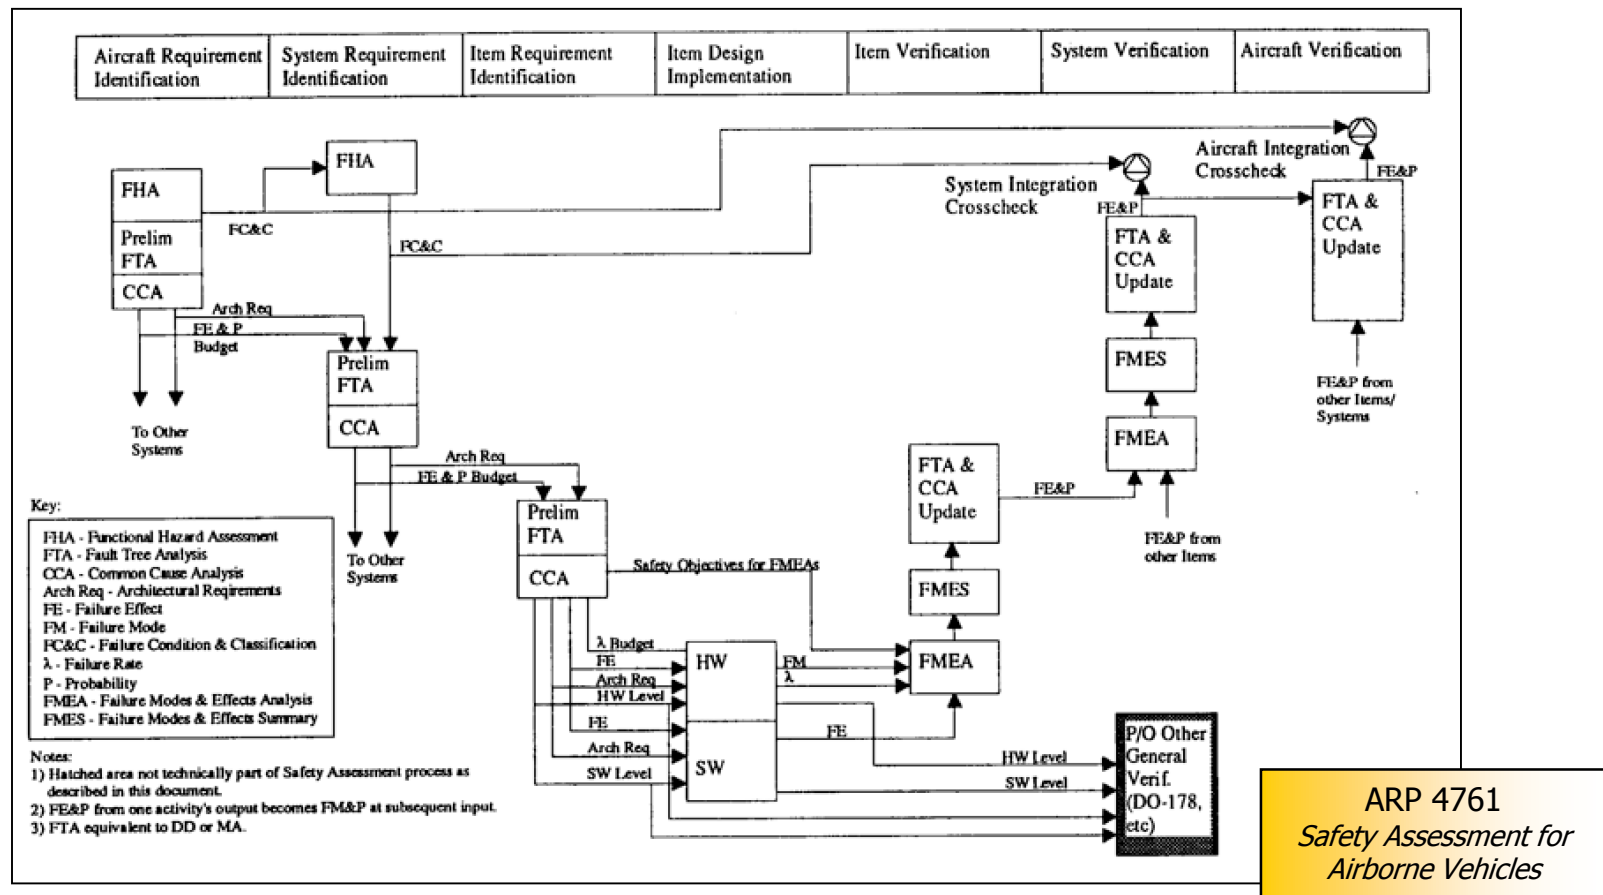 Aircraft Requirement
Identification
System Requirement
Identification
Item Requirement
Identification
Item Design
Implementation
Item Verification
System Verification
Aircraft Verification
FHA
Prelim
FTA
CCA
FHA
FC&C
FC&C
Arch Req
FE & P
Budget
To Other
Systems
Prelim
FTA
CCA
Arch Req
FE & P Budget
To Other
Systems
Prelim
FTA
CCA
Safety Objectives for FMEAs
λ Budget
FE
Arch Req
HW Level
FE
Arch Req
SW Level
HW
SW
FM
λ
FE
FMEA
FMES
FTA &
CCA
Update
FE&P
HW Level
SW Level
P/O Other
General
Verif.
(DO-178,
etc)
System Integration
Crosscheck
FE&P
FTA &
CCA
Update
FMES
FMEA
FE&P from
other Items
Aircraft Integration
Crosscheck
FE&P
FTA &
CCA
Update
FE&P from
other Items/
Systems
Key:
FHA - Functional Hazard Assessment
FTA - Fault Tree Analysis
CCA - Common Cause Analysis
Arch Req - Architectural Reqirements
FE - Failure Effect
FM - Failure Mode
FC&C - Failure Condition & Classification
λ - Failure Rate
P - Probability
FMEA - Failure Modes & Effects Analysis
FMES - Failure Modes & Effects Summary
Notes:
1) Hatched area not technically part of Safety Assessment process as
described in this document.
2) FE&P from one activity's output becomes FM&P at subsequent input.
3) FTA equivalent to DD or MA.
ARP 4761
Safety Assessment for
Airborne Vehicles